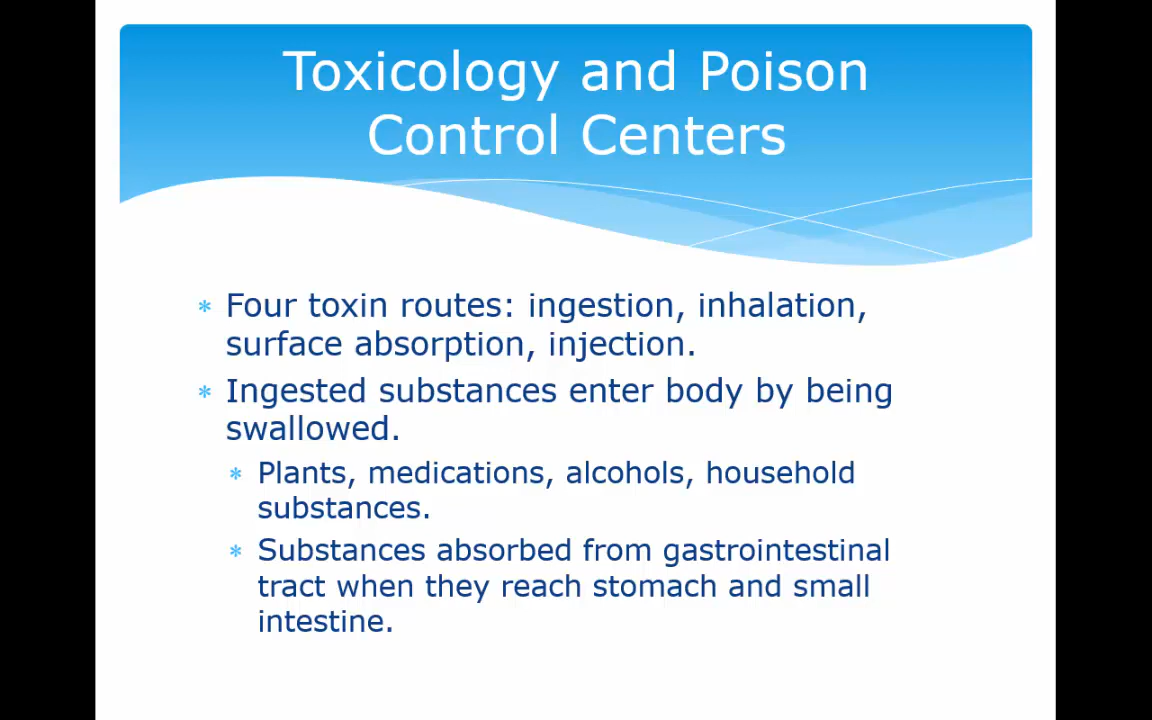 Toxicology and Poison
Control Centers
* Four toxin routes: ingestion, inhalation,
surface absorption, injection.
* Ingested substances enter body by being
swallowed.
* Plants, medications, alcohols, household
substances.
* Substances absorbed from gastrointestinal
tract when they reach stomach and small
intestine.